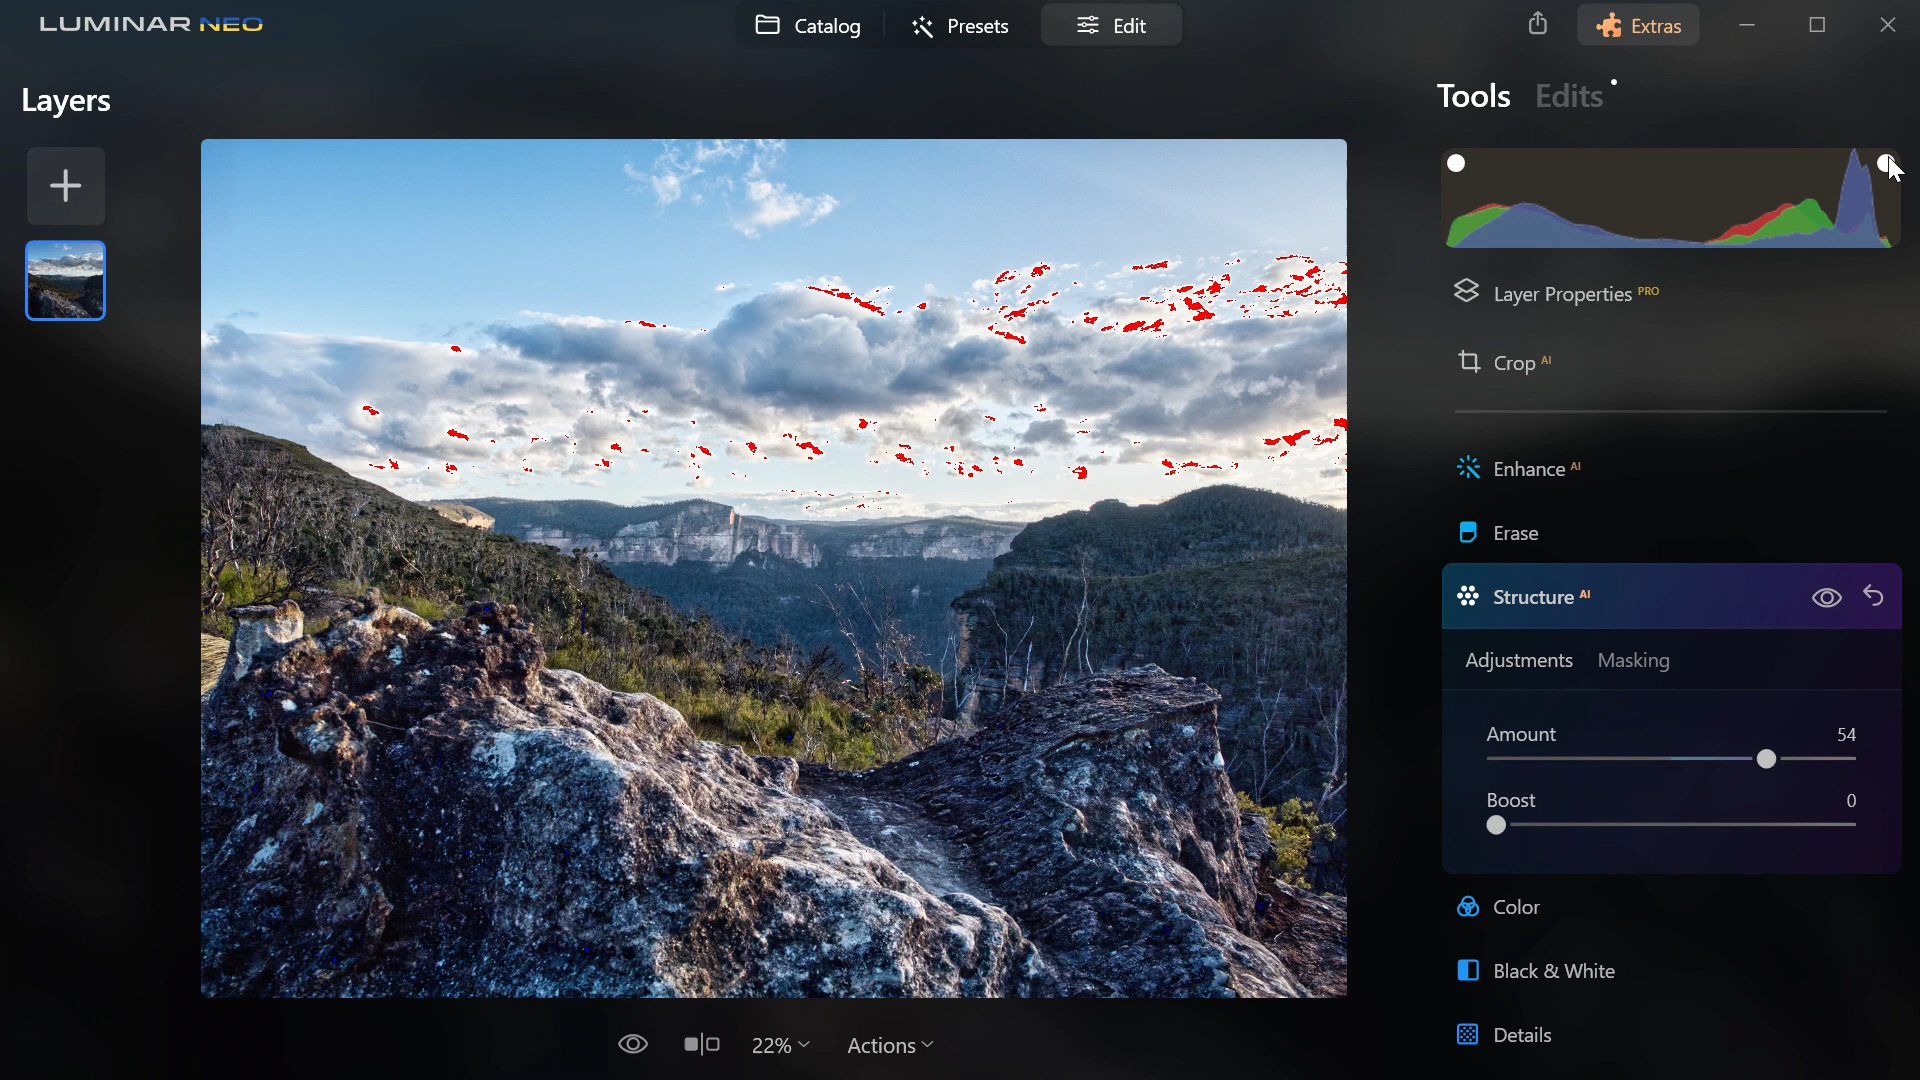 LUMINAR NEO
Catalog
Presets
Edit
Extras
Layers
Tools
Edits
Layer Properties PRO
Crop AI
Enhance AI
Erase
Structure AI
Adjustments
Masking
Amount
54
Boost
0
Color
Black & White
Details
22%
Actions